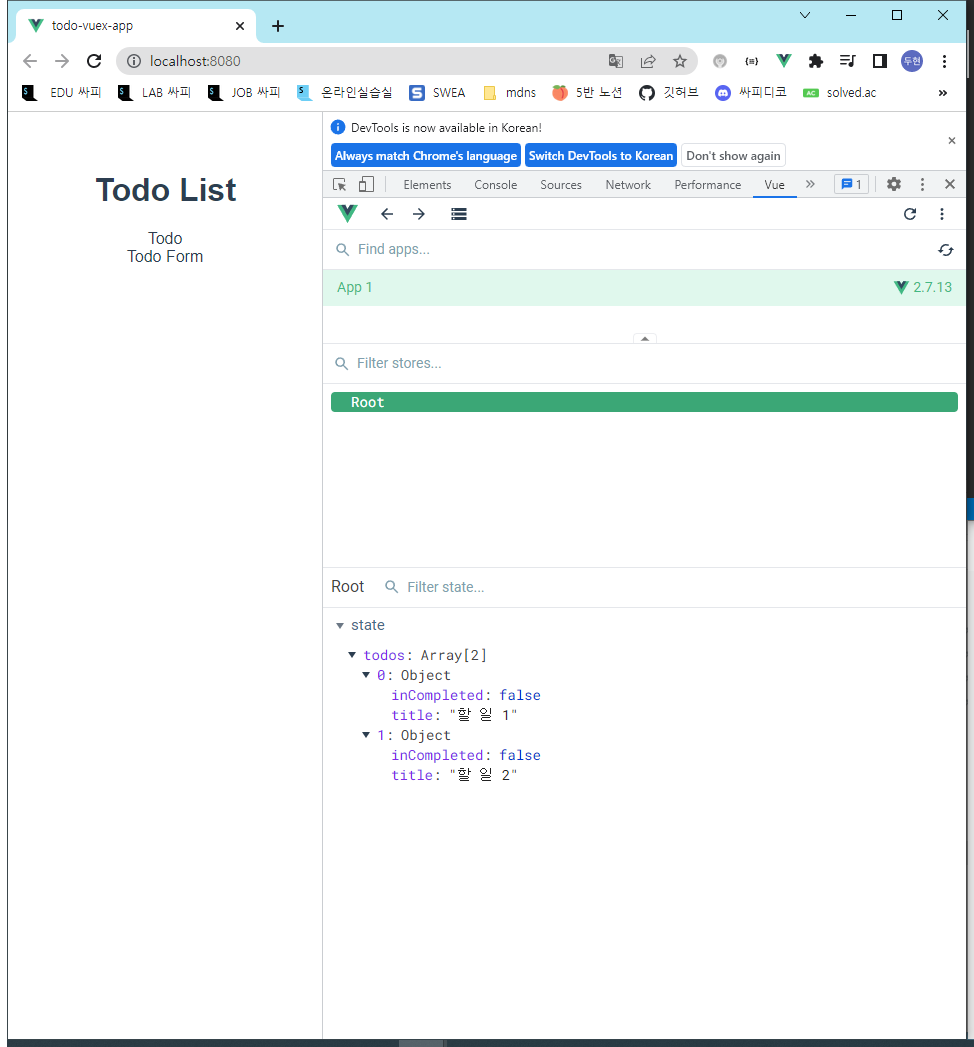 todo-vuex-app
localhost:8080
두현
EDU 싸피 LAB 싸피 JOB 싸피 온라인실습실 SWEA mdns 5반 노션 깃허브 싸피디코 solved.ac »
Todo List
Todo
Todo Form
DevTools is now available in Korean!
Always match Chrome's language Switch DevTools to Korean Don't show again
Elements Console Sources Network Performance Vue » 1
Find apps...
App 1 2.7.13
Filter stores...
Root
Root Filter state...
state
todos: Array[2]
0: Object
inCompleted: false
title: "할 일 1"
1: Object
inCompleted: false
title: "할 일 2"